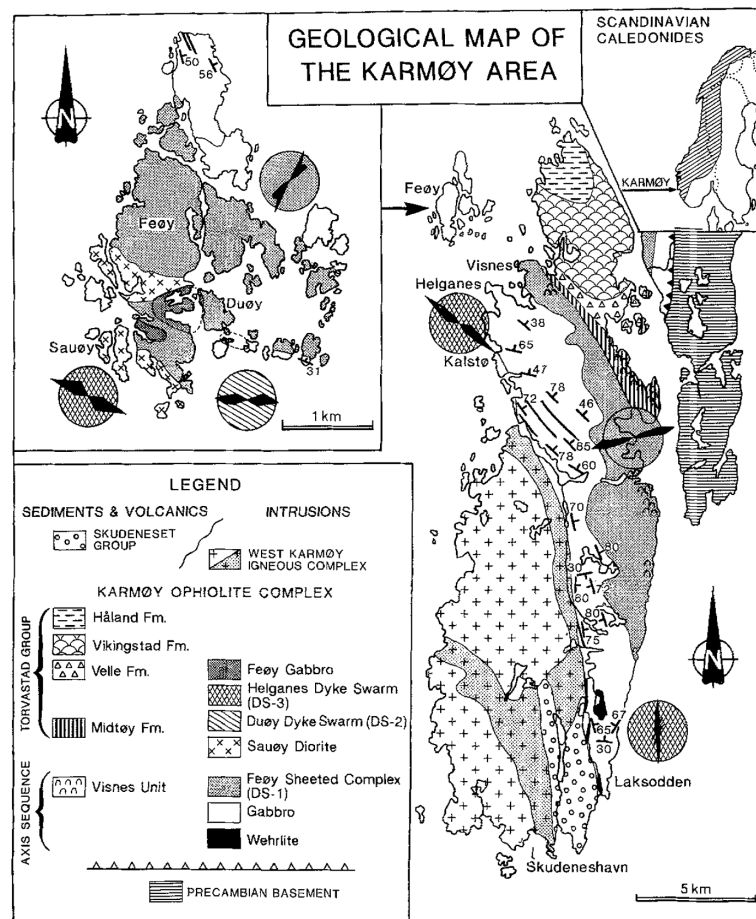 GEOLOGICAL MAP OF
THE KARMØY AREA
SCANDINAVIAN
CALEDONIDES
KARMØY
N
50
56
Feøy
Duøy
Sauøy
31
1 km
Feøy
Visnes
Helganes
38
65
Kalstø
47
78
72
46
85
78
60
70
80
30
7
80
80
75
67
65
30
Laksodden
Skudeneshavn
N
5 km
LEGEND
SEDIMENTS & VOLCANICS
INTRUSIONS
SKUDENESET
GROUP
WEST KARMØY
IGNEOUS COMPLEX
KARMØY OPHIOLITE COMPLEX
TORVASTAD GROUP
Håland Fm.
Vikingstad Fm.
Velle Fm.
Midtøy Fm.
Feøy Gabbro
Helganes Dyke Swarm
(DS-3)
Duøy Dyke Swarm (DS-2)
Sauøy Diorite
AXIS SEQUENCE
Visnes Unit
Feøy Sheeted Complex
(DS-1)
Gabbro
Wehrlite
PRECAMBIAN BASEMENT